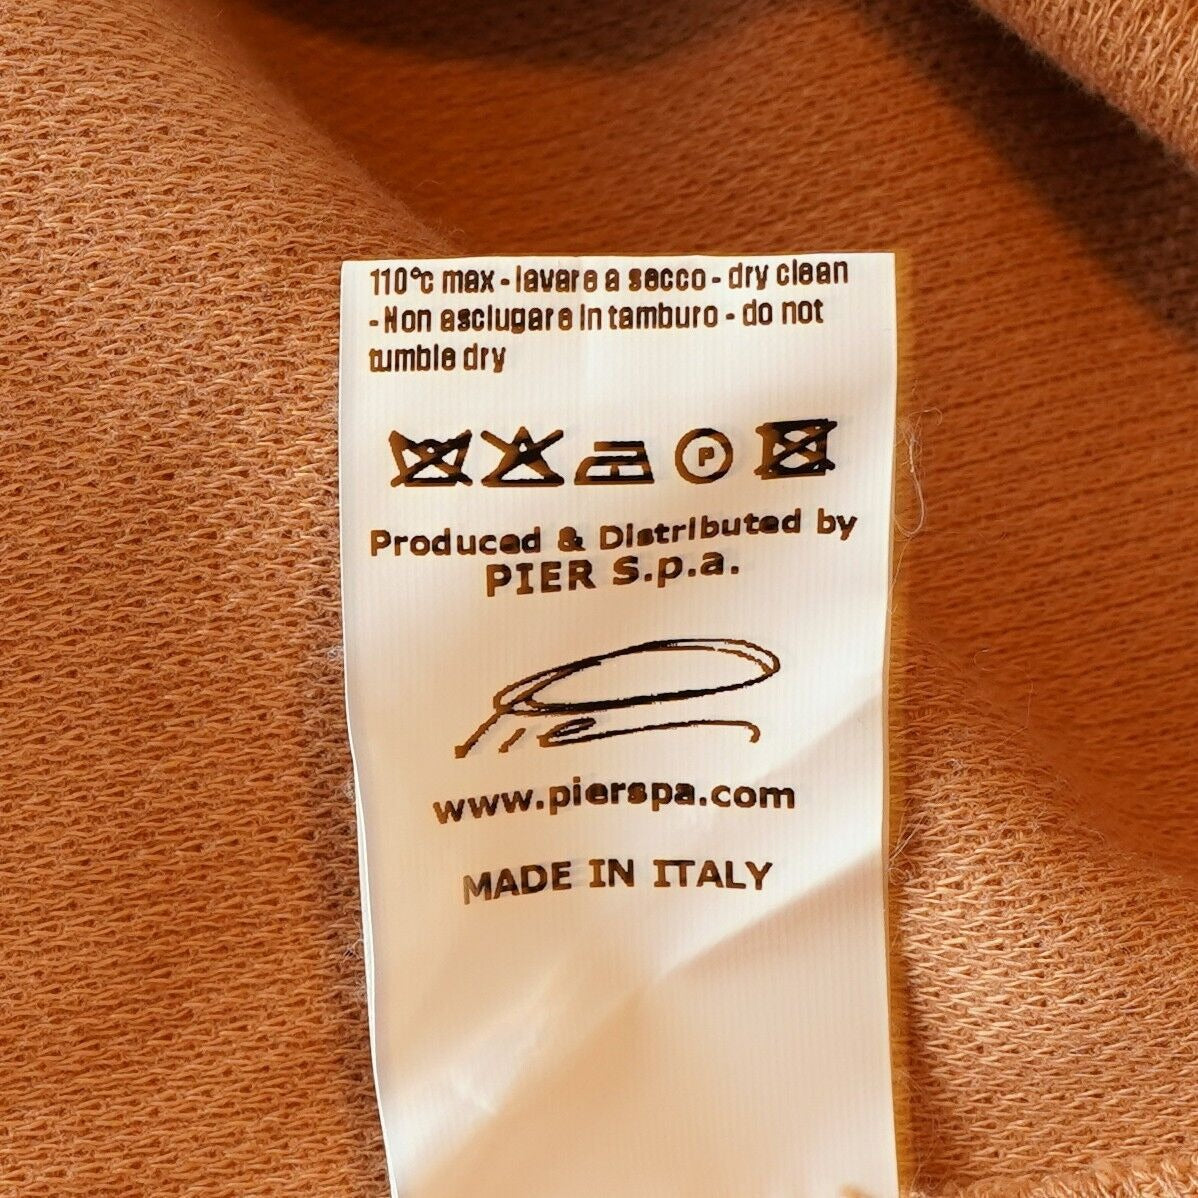 110°c max - lavare a secco - dry clean
- Non asciugare in tamburo - do not
tumble dry
P
Produced & Distributed by
PIER S.p.a.
Pier
www.pierspa.com
MADE IN ITALY